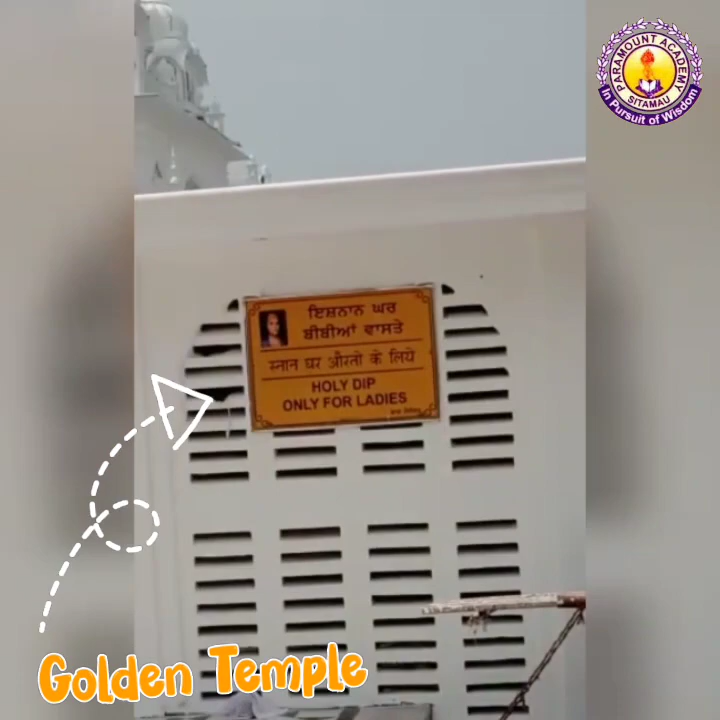 PARAMOUNT ACADEMY
SITAMAU
In Pursuit of Wisdom
ਇਸ਼ਨਾਨ ਘਰ
ਬੀਬੀਆਂ ਵਾਸਤੇ
स्नान घर औरतो के लिये
HOLY DIP
ONLY FOR LADIES
Golden Temple